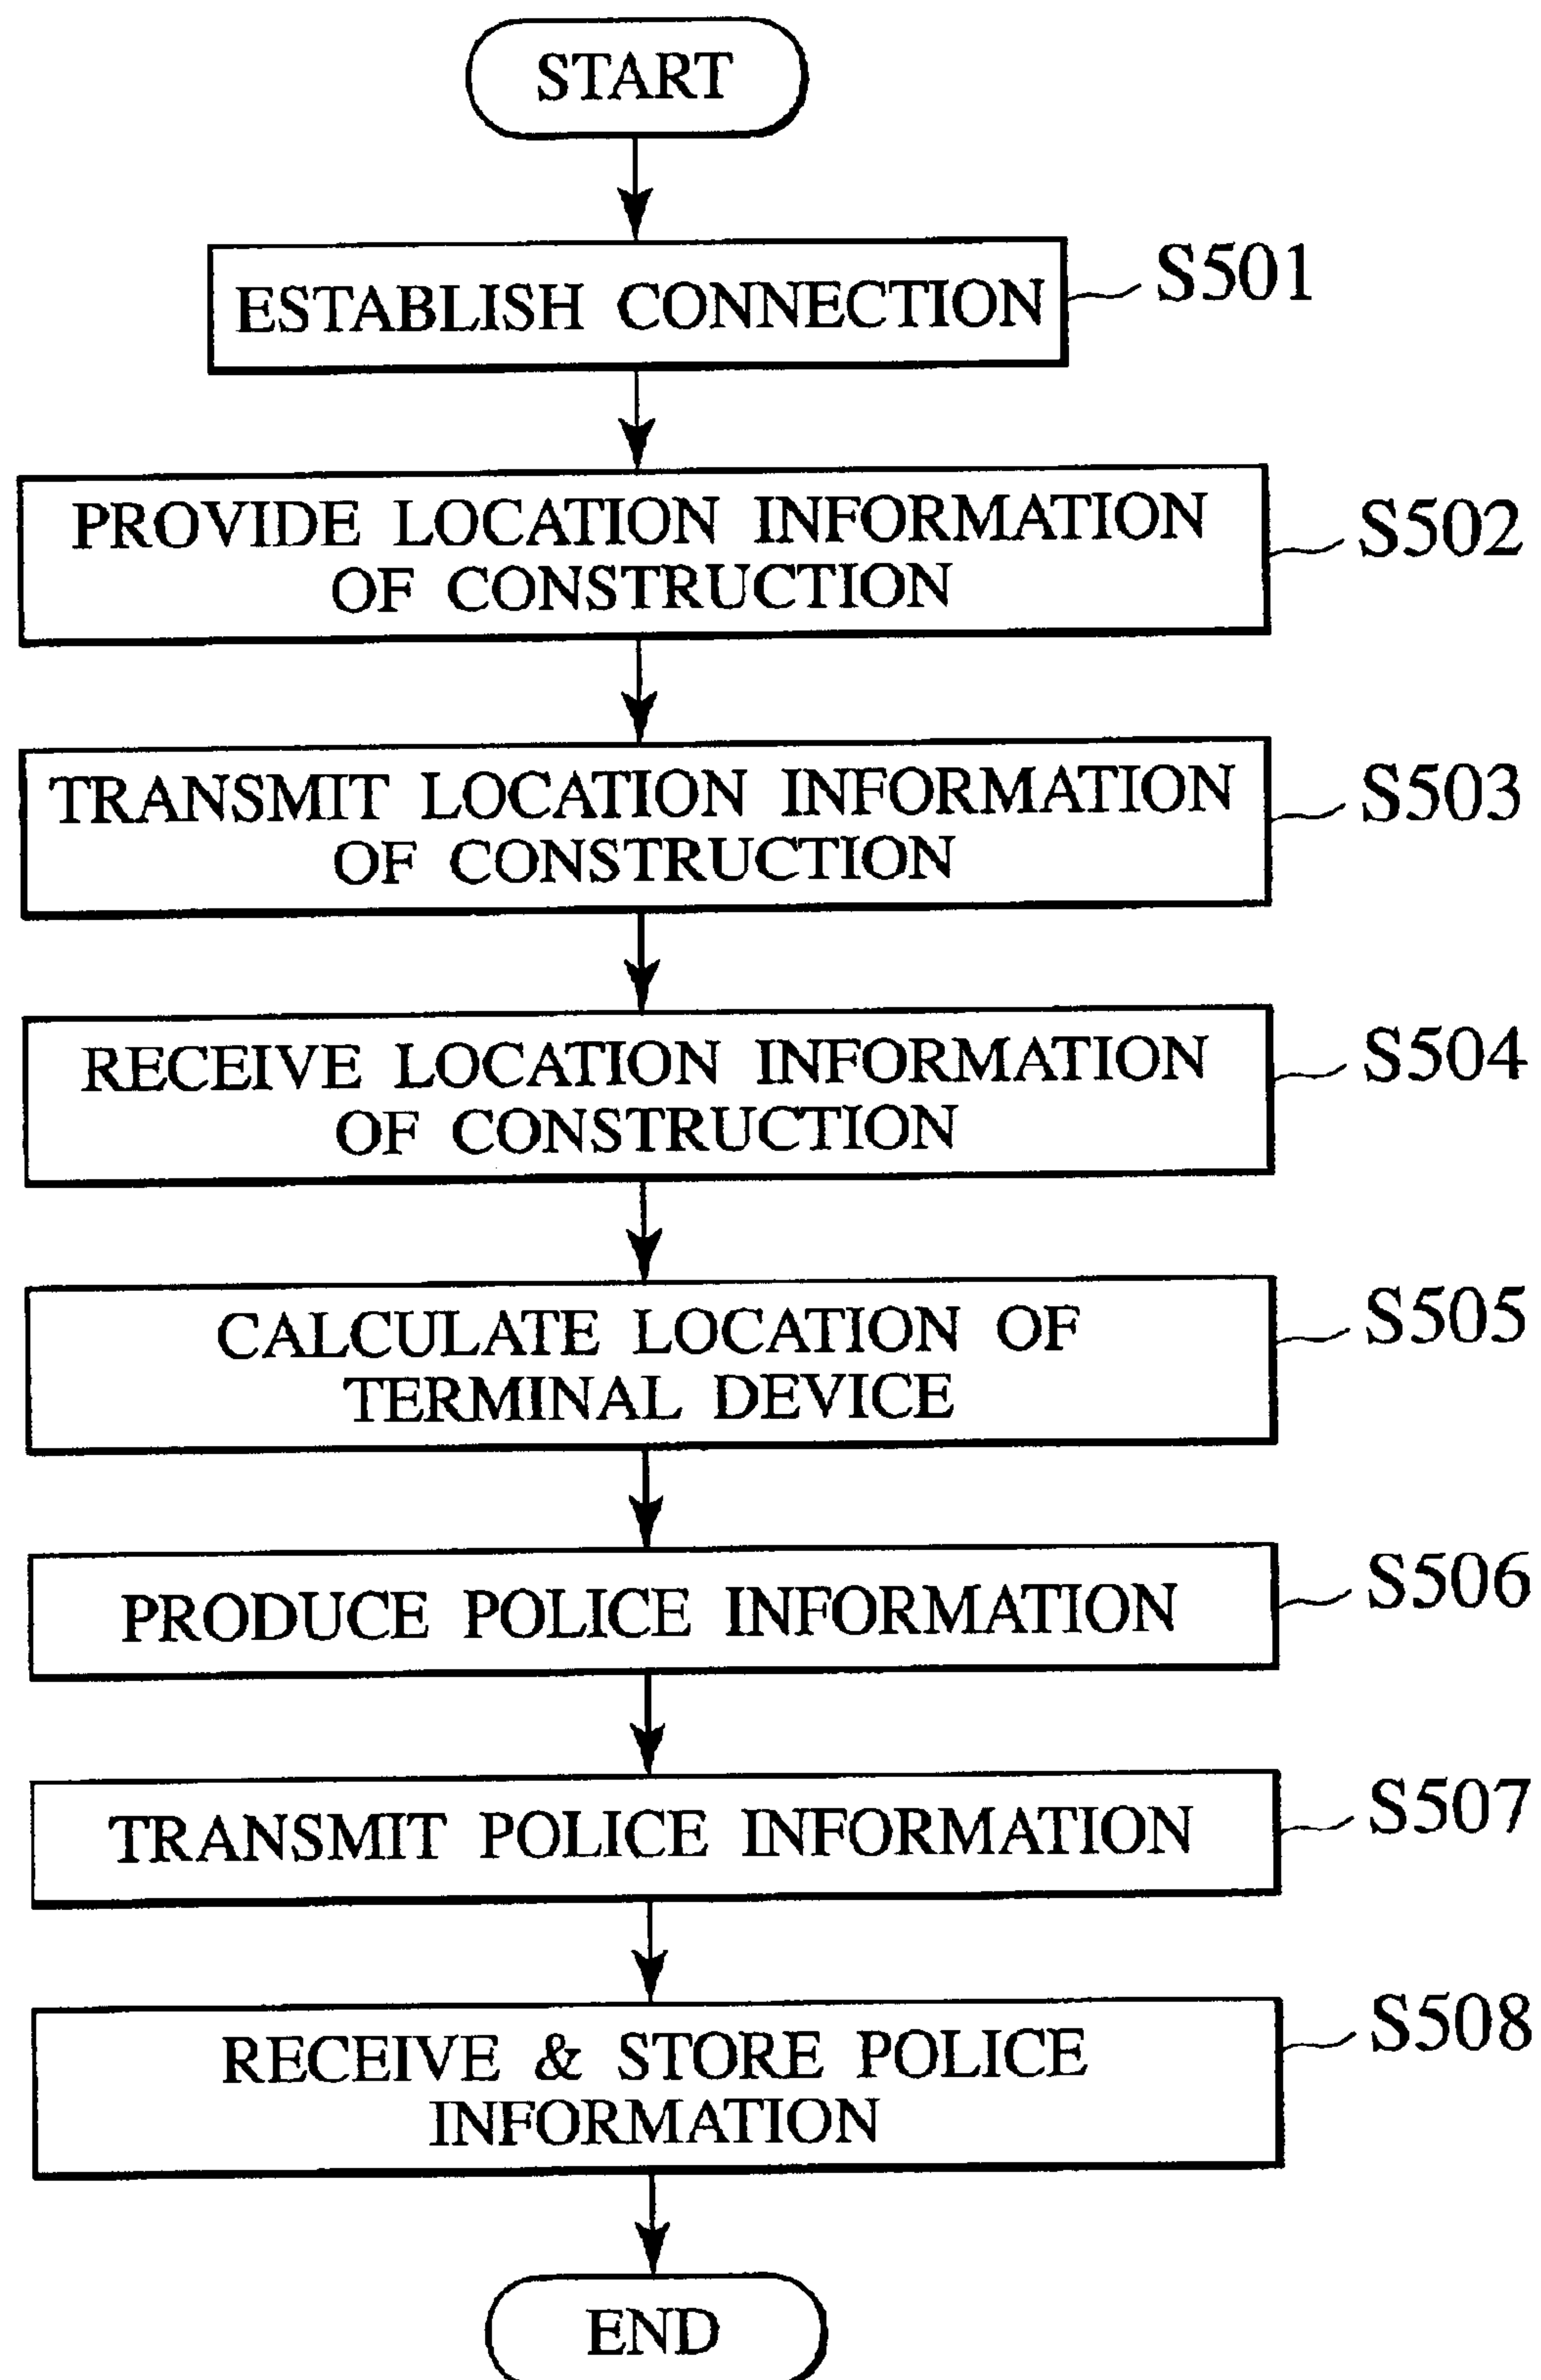 START
ESTABLISH CONNECTION
S501
PROVIDE LOCATION INFORMATION
OF CONSTRUCTION
S502
TRANSMIT LOCATION INFORMATION
OF CONSTRUCTION
S503
RECEIVE LOCATION INFORMATION
OF CONSTRUCTION
S504
CALCULATE LOCATION OF
TERMINAL DEVICE
S505
PRODUCE POLICE INFORMATION
S506
TRANSMIT POLICE INFORMATION
S507
RECEIVE & STORE POLICE
INFORMATION
S508
END